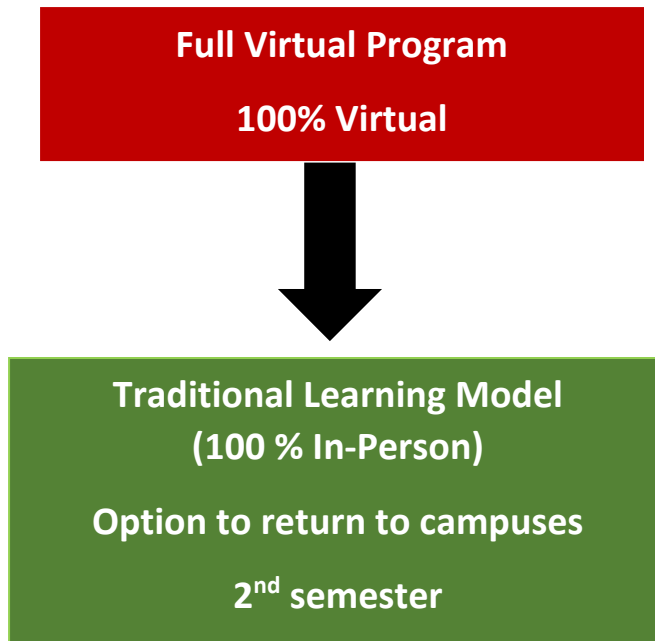 Full Virtual Program
100% Virtual
Traditional Learning Model
(100 % In-Person)
Option to return to campuses
2nd semester